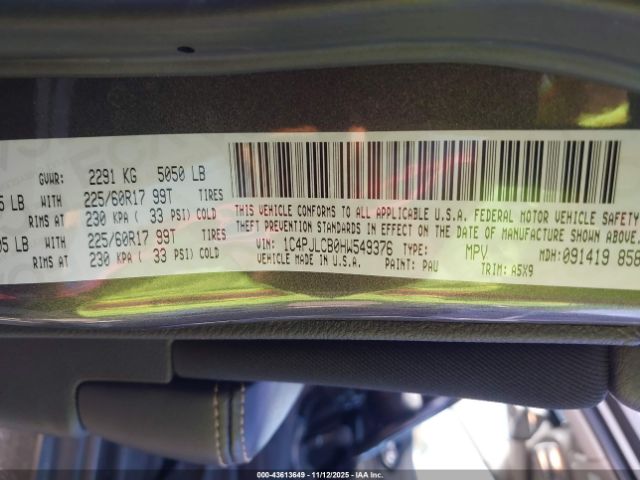 GVWR: 2291 KG 5050 LB
5 LB WITH 225/60R17 99T TIRES
RIMS AT 230 KPA ( 33 PSI) COLD
05 LB WITH 225/60R17 99T TIRES
RIMS AT 230 KPA ( 33 PSI) COLD
THIS VEHICLE CONFORMS TO ALL APPLICABLE U.S.A. FEDERAL MOTOR VEHICLE SAFETY
THEFT PREVENTION STANDARDS IN EFFECT ON THE DATE OF MANUFACTURE
VIN: 1C4PJLCB0HW549376 TYPE: MPV MDH: 091419 858
VEHICLE MADE IN U.S.A. PAINT: PAU TRIM: A5X9
000-43613649 - 11/12/2025 - IAA Inc.